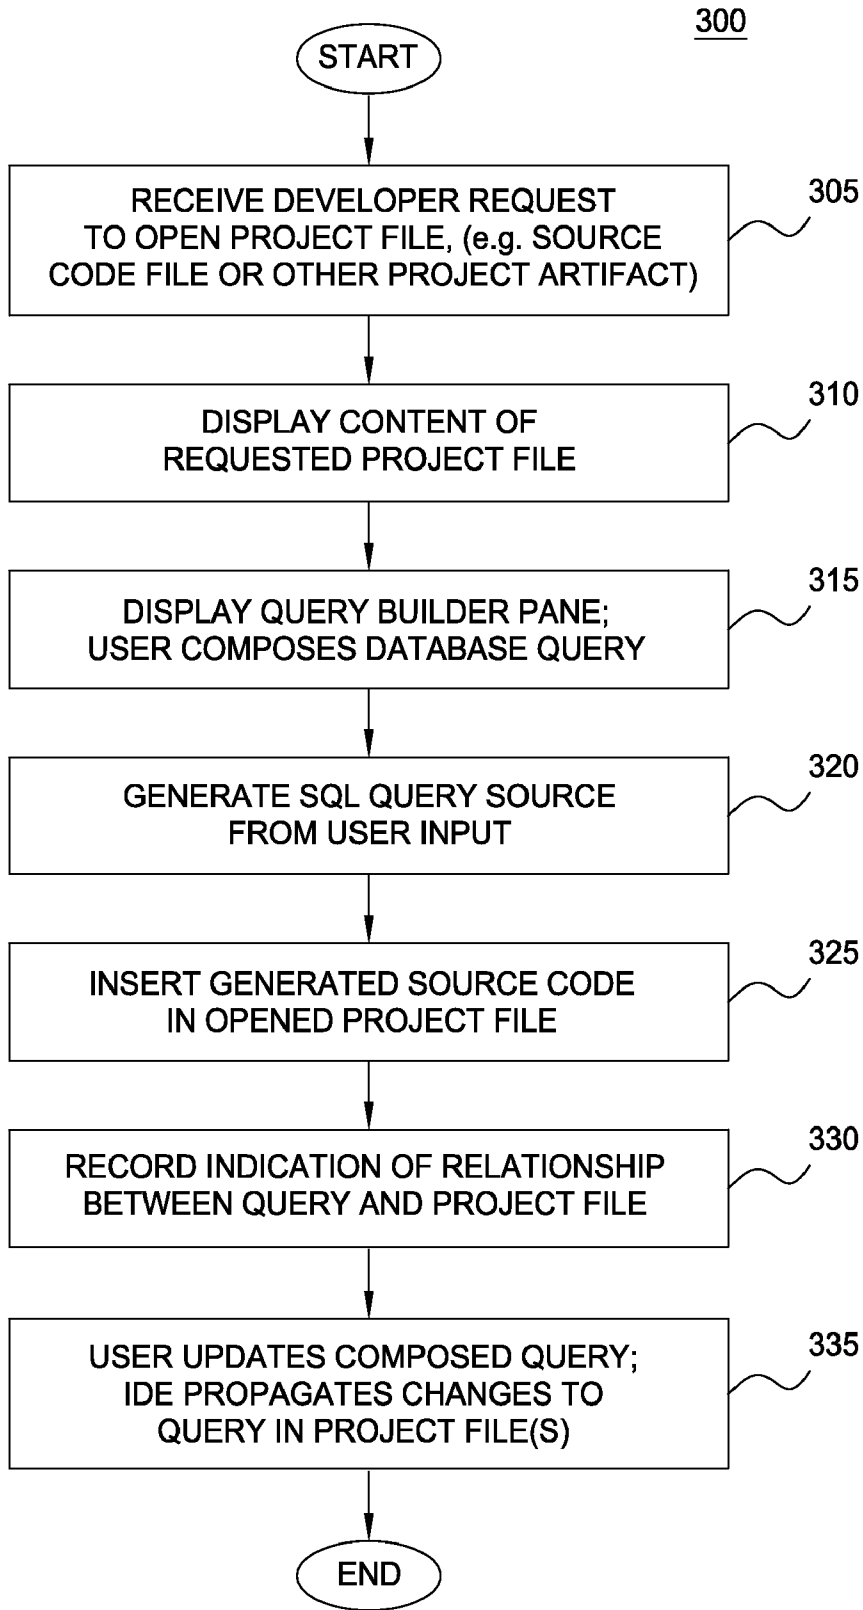 300
START
RECEIVE DEVELOPER REQUEST
TO OPEN PROJECT FILE, (e.g. SOURCE
CODE FILE OR OTHER PROJECT ARTIFACT)
305
DISPLAY CONTENT OF
REQUESTED PROJECT FILE
310
DISPLAY QUERY BUILDER PANE;
USER COMPOSES DATABASE QUERY
315
GENERATE SQL QUERY SOURCE
FROM USER INPUT
320
INSERT GENERATED SOURCE CODE
IN OPENED PROJECT FILE
325
RECORD INDICATION OF RELATIONSHIP
BETWEEN QUERY AND PROJECT FILE
330
USER UPDATES COMPOSED QUERY;
IDE PROPAGATES CHANGES TO
QUERY IN PROJECT FILE(S)
335
END